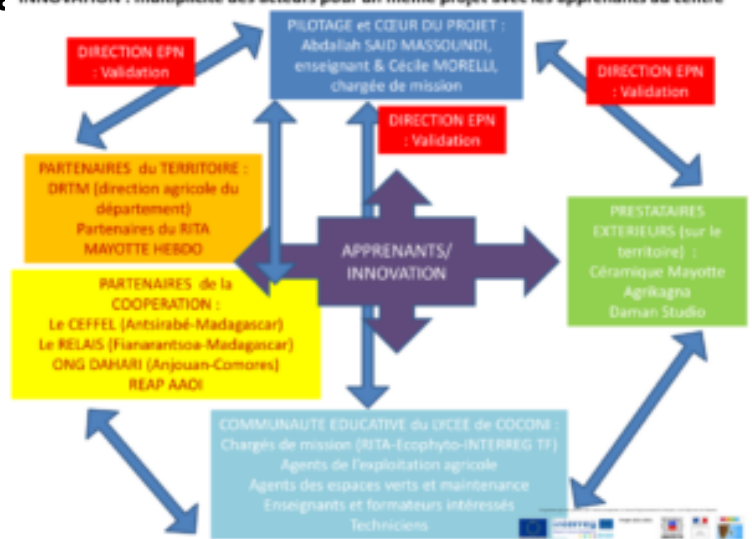 INNOVATION : multiplicité des acteurs pour un même projet avec les apprenants au centre
PILOTAGE et CŒUR DU PROJET :
Abdallah SAID MASSOUNDI,
enseignant & Cécile MORELLI,
chargée de mission
DIRECTION EPN
: Validation
DIRECTION EPN
: Validation
DIRECTION EPN
: Validation
PARTENAIRES du TERRITOIRE :
DRTM (direction agricole du
département)
Partenaires du RITA
MAYOTTE HEBDO
APPRENANTS/
INNOVATION
PRESTATAIRES
EXTERIEURS (sur le
territoire) :
Céramique Mayotte
Agrikagna
Daman Studio
PARTENAIRES de la
COOPERATION :
Le CEFFEL (Antsirabé-Madagascar)
Le RELAIS (Fianarantsoa-Madagascar)
ONG DAHARI (Anjouan-Comores)
REAP AAOI
COMMUNAUTE EDUCATIVE du LYCEE de COCONI :
Chargés de mission (RITA-Ecophyto-INTERREG TF)
Agents de l'exploitation agricole
Agents des espaces verts et maintenance
Enseignants et formateurs intéressés
Techniciens
interreg